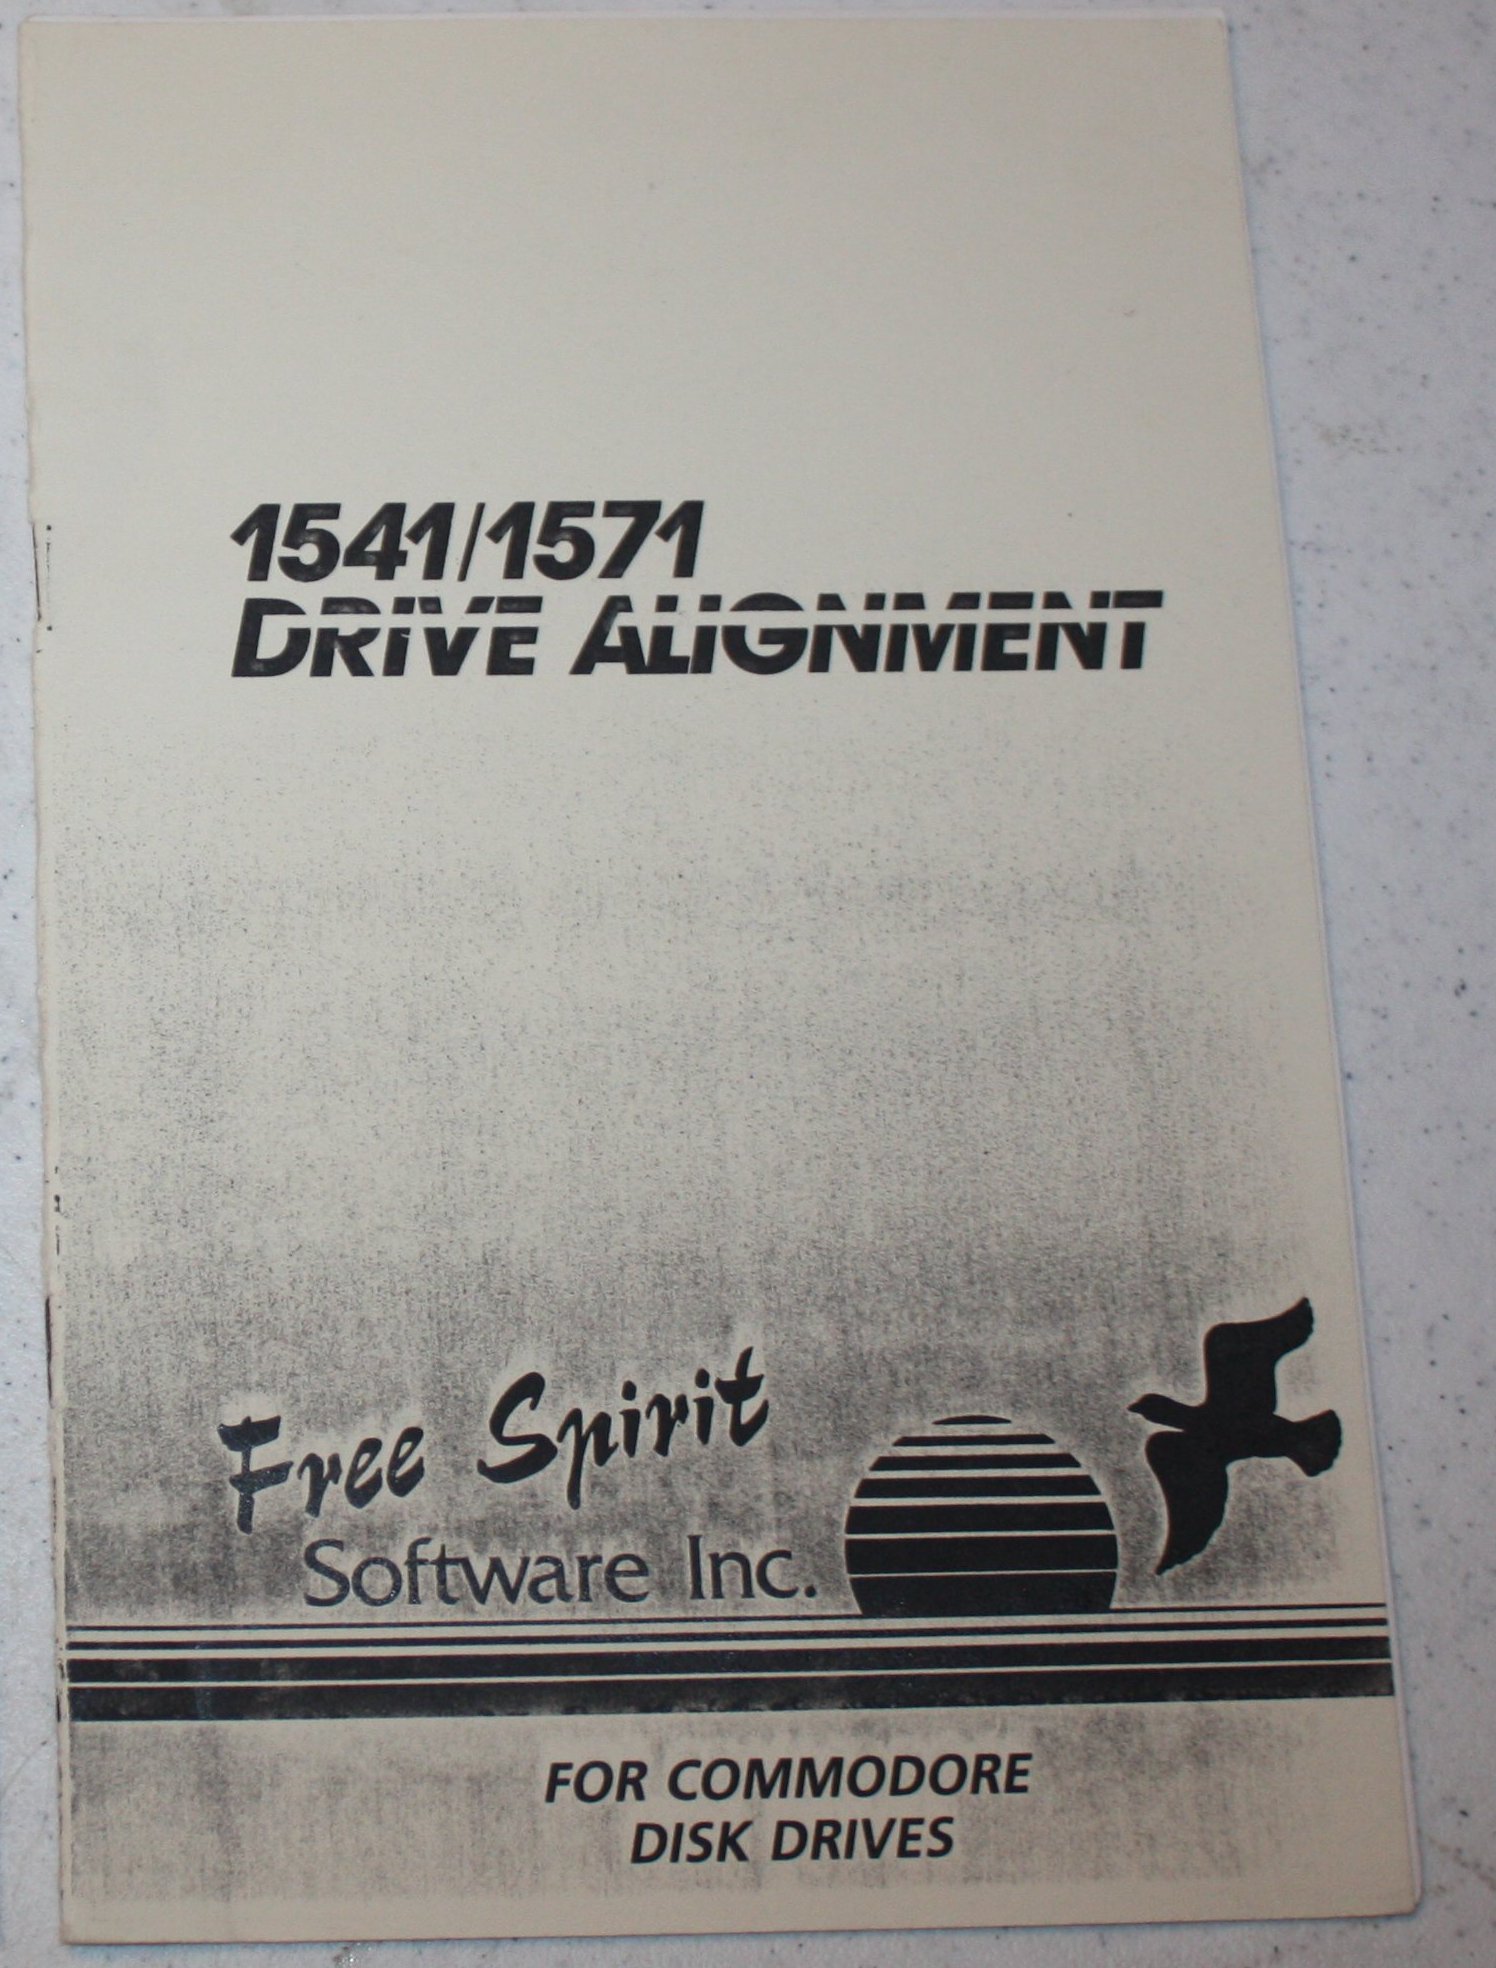 1541/1571
DRIVE ALIGNMENT
Free Spirit
Software Inc.
FOR COMMODORE
DISK DRIVES